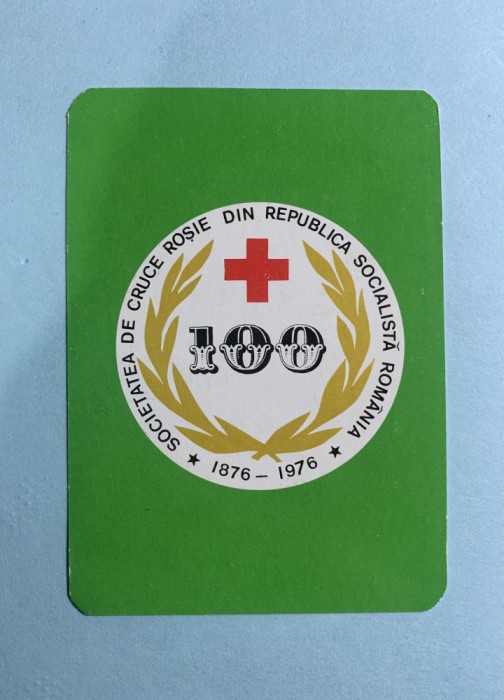 SOCIETATEA DE CRUCE ROȘIE DIN REPUBLICA SOCIALISTĂ ROMÂNIA
100
★ 1876 – 1976 ★